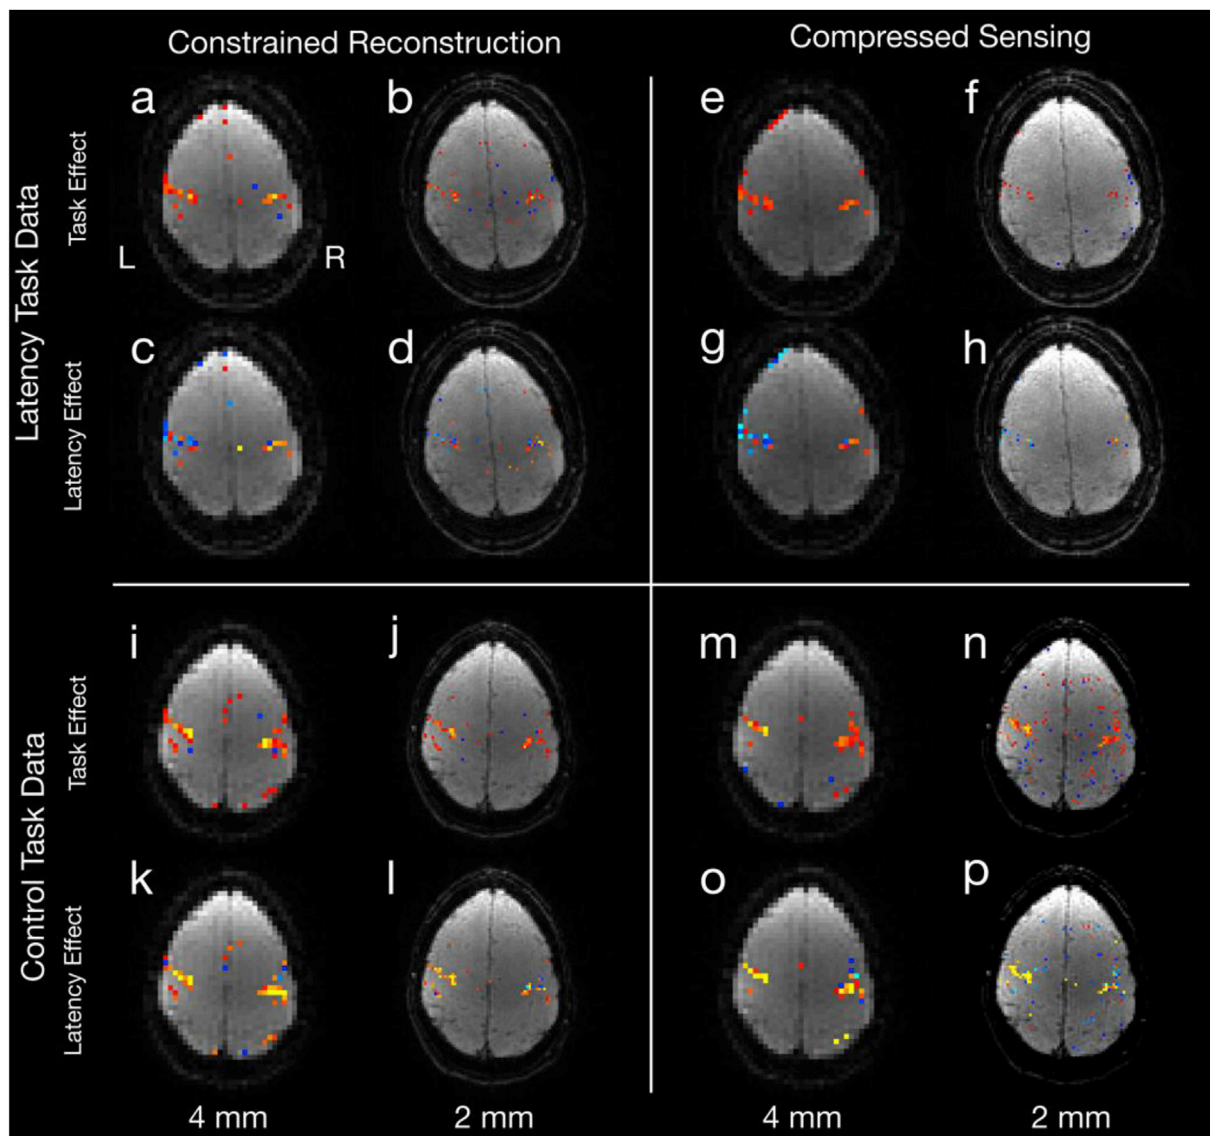 Constrained Reconstruction
Compressed Sensing
Latency Task Data
Task Effect
a
b
e
f
L
R
Latency Effect
c
d
g
h
Control Task Data
Task Effect
i
j
m
n
Latency Effect
k
l
o
p
4 mm
2 mm
4 mm
2 mm